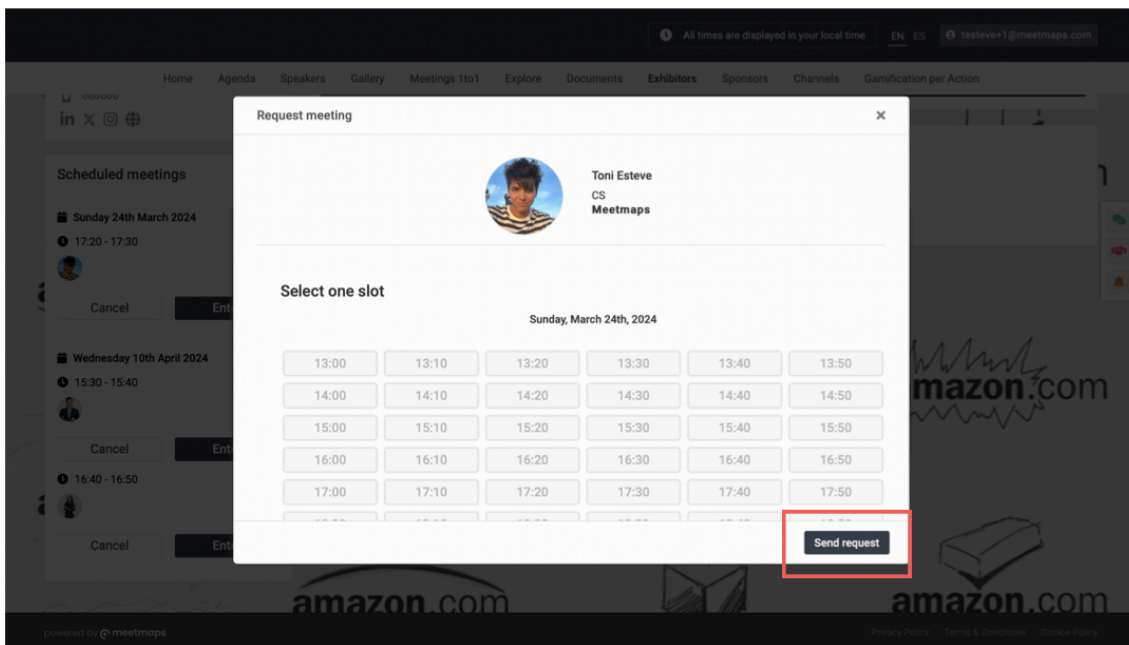 All times are displayed in your local time EN ES testeve+1@meetmaps.com
Home Agenda Speakers Gallery Meetings 1to1 Explore Documents Exhibitors Sponsors Channels Gamification per Action
Request meeting
Toni Esteve
CS
Meetmaps
Scheduled meetings
Sunday 24th March 2024
17:20 - 17:30
Cancel Ent
Wednesday 10th April 2024
15:30 - 15:40
Cancel Ent
16:40 - 16:50
Cancel Ent
Select one slot
Sunday, March 24th, 2024
13:00 13:10 13:20 13:30 13:40 13:50
14:00 14:10 14:20 14:30 14:40 14:50
15:00 15:10 15:20 15:30 15:40 15:50
16:00 16:10 16:20 16:30 16:40 16:50
17:00 17:10 17:20 17:30 17:40 17:50
Send request
mazon.com
amazon.com
amazon.com
powered by meetmaps
Privacy Policy Terms & Conditions | Cookie Policy